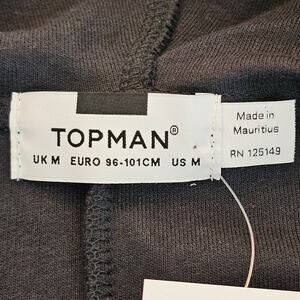 TOPMAN®
UK M EURO 96-101CM US M
Made in
Mauritius
RN 125149